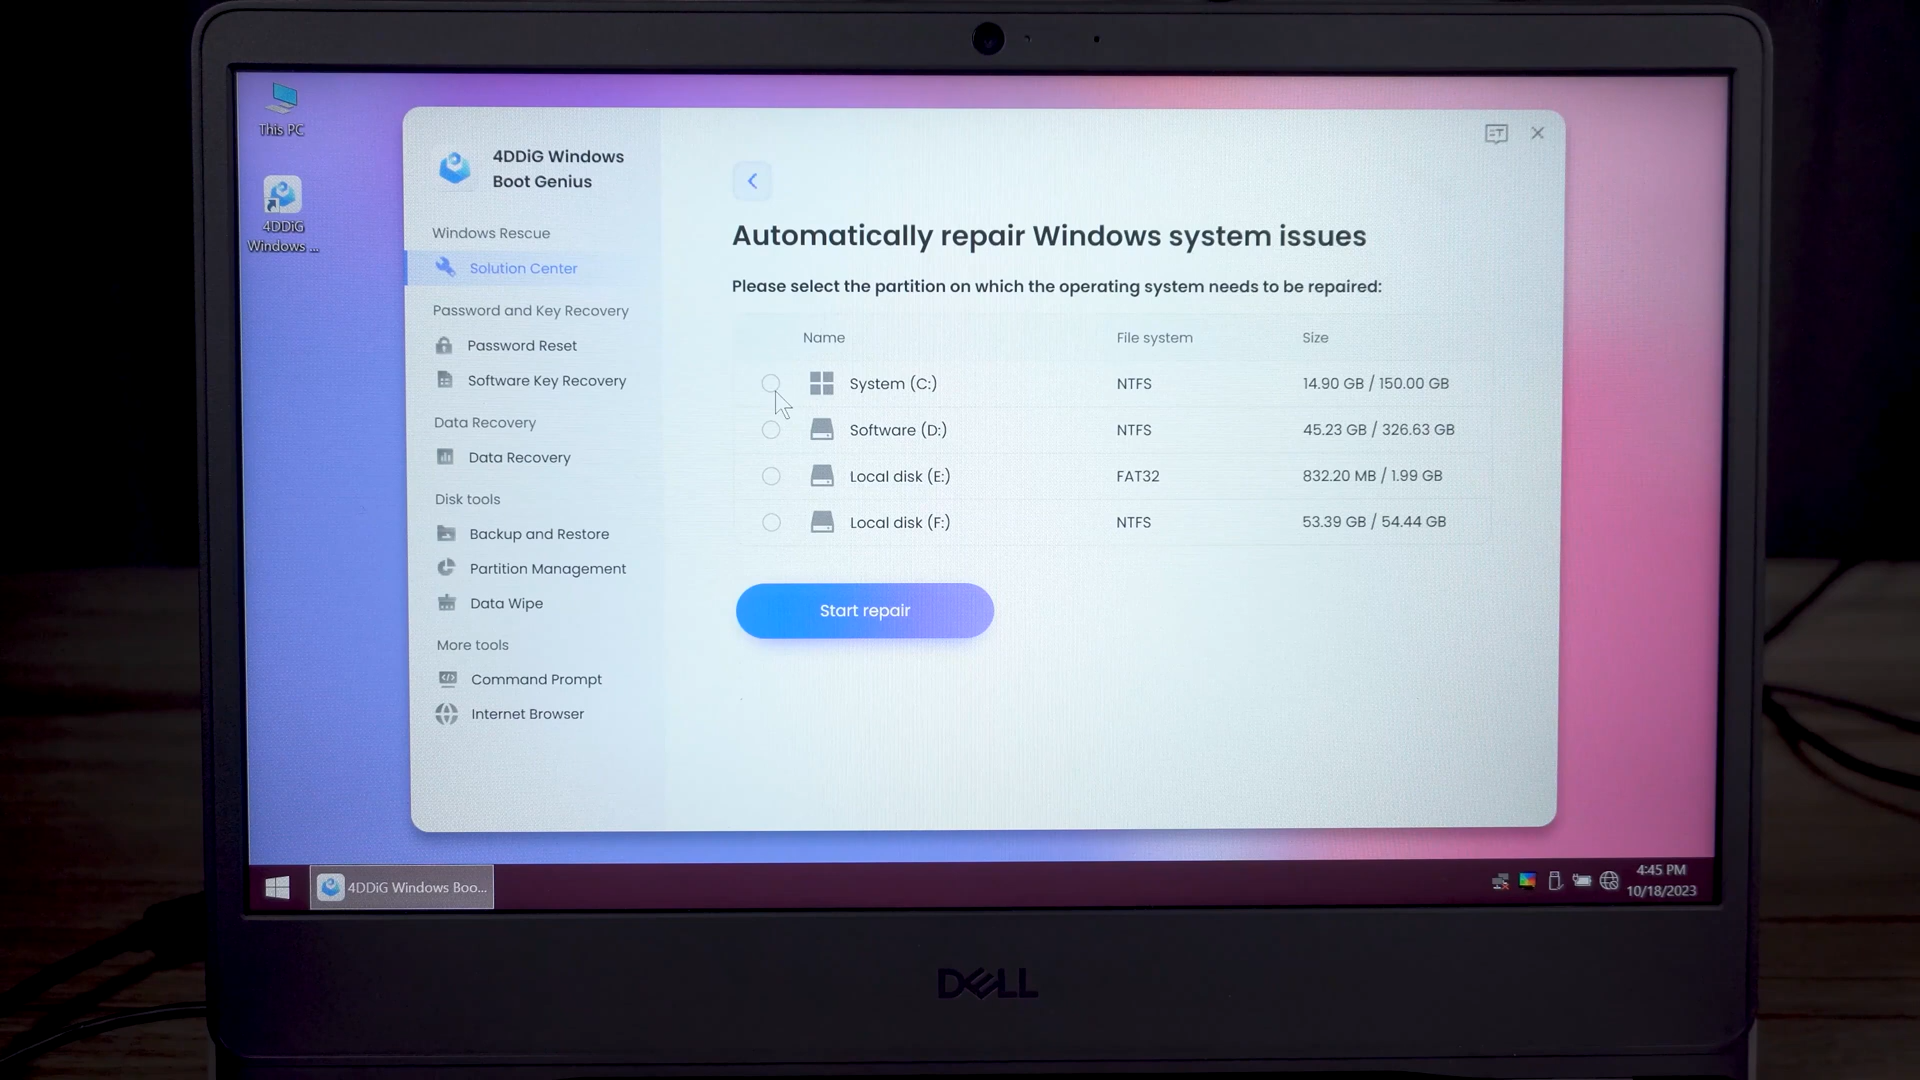 This PC
4DDiG
Windows ...
4DDiG Windows
Boot Genius
Windows Rescue
Solution Center
Password and Key Recovery
Password Reset
Software Key Recovery
Data Recovery
Data Recovery
Disk tools
Backup and Restore
Partition Management
Data Wipe
More tools
Command Prompt
Internet Browser
Automatically repair Windows system issues
Please select the partition on which the operating system needs to be repaired:
Name File system Size
System (C:) NTFS 14.90 GB / 150.00 GB
Software (D:) NTFS 45.23 GB / 326.63 GB
Local disk (E:) FAT32 832.20 MB / 1.99 GB
Local disk (F:) NTFS 53.39 GB / 54.44 GB
Start repair
4DDiG Windows Boo...
4:45 PM
10/18/2023
DELL